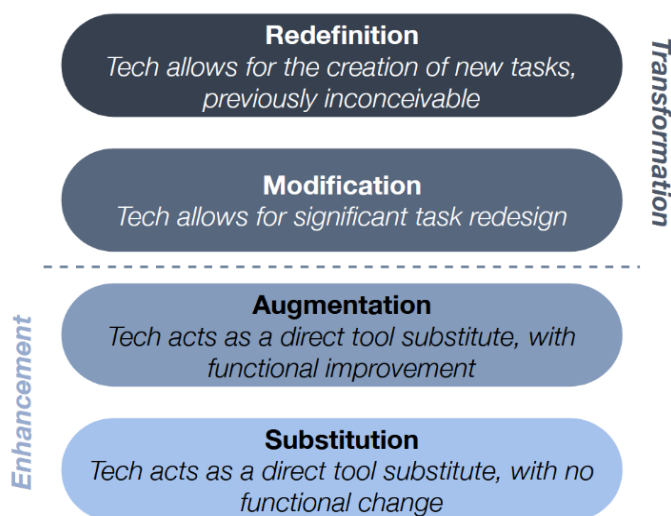 Redefinition
Tech allows for the creation of new tasks,
previously inconceivable
Transformation
Modification
Tech allows for significant task redesign
Augmentation
Tech acts as a direct tool substitute, with
functional improvement
Enhancement
Substitution
Tech acts as a direct tool substitute, with no
functional change